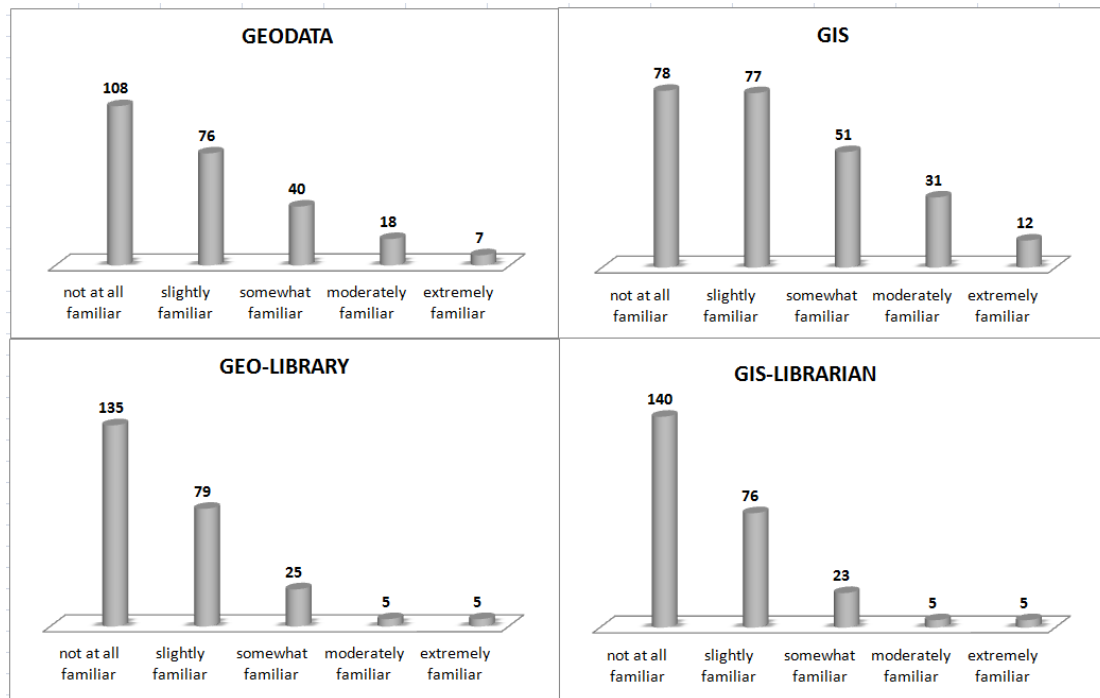 GEODATA
108
76
40
18
7
not at all slightly somewhat moderately extremely
familiar familiar familiar familiar familiar
GIS
78
77
51
31
12
not at all slightly somewhat moderately extremely
familiar familiar familiar familiar familiar
GEO-LIBRARY
135
79
25
5
5
not at all slightly somewhat moderately extremely
familiar familiar familiar familiar familiar
GIS-LIBRARIAN
140
76
23
5
5
not at all slightly somewhat moderately extremely
familiar familiar familiar familiar familiar